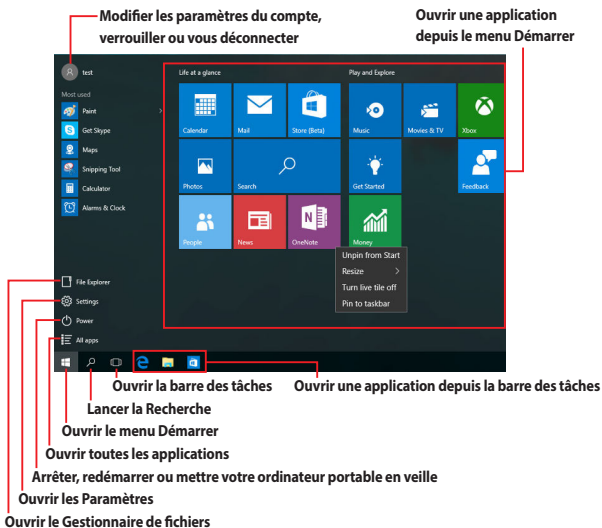 Modifier les paramètres du compte,
verrouiller ou vous déconnecter
Ouvrir une application
depuis le menu Démarrer
test
Life at a glance
Play and Explore
Most used
Paint
Get Skype
Maps
Snipping Tool
Calculator
Alarms & Clock
Calendar
Mail
Store (Beta)
Music
Movies & TV
Xbox
Photos
Search
Get Started
Feedback
People
News
OneNote
Money
Unpin from Start
Resize
Turn live tile off
Pin to taskbar
File Explorer
Settings
Power
All apps
Ouvrir la barre des tâches
Ouvrir une application depuis la barre des tâches
Lancer la Recherche
Ouvrir le menu Démarrer
Ouvrir toutes les applications
Arrêter, redémarrer ou mettre votre ordinateur portable en veille
Ouvrir les Paramètres
Ouvrir le Gestionnaire de fichiers